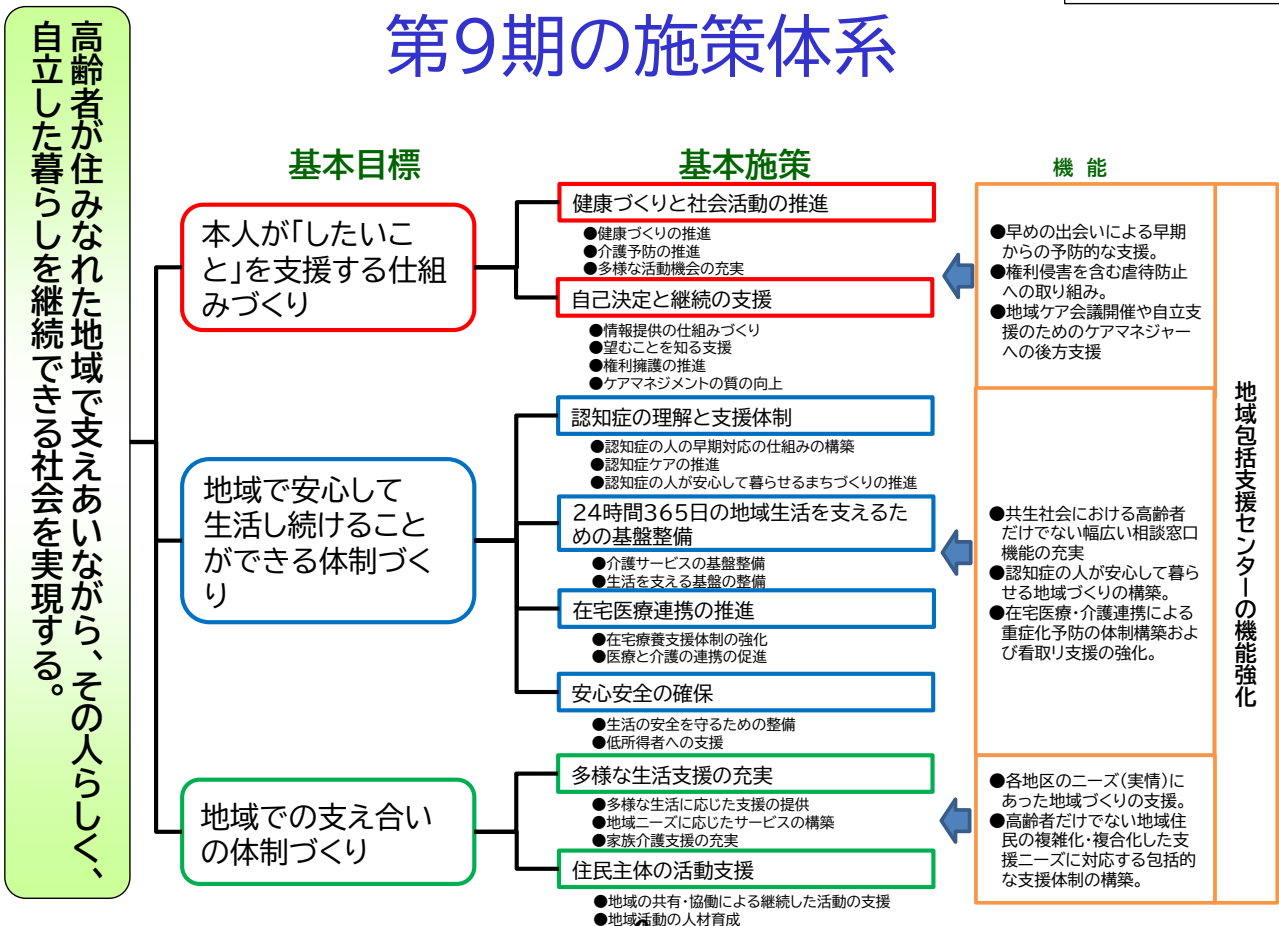 第9期の施策体系
高齢者が住みなれた地域で支えあいながら、その人らしく、
自立した暮らしを継続できる社会を実現する。
基本目標
基本施策
機 能
本人が「したいこ
と」を支援する仕組
みづくり
健康づくりと社会活動の推進
●健康づくりの推進
●介護予防の推進
●多様な活動機会の充実
自己決定と継続の支援
●情報提供の仕組みづくり
●望むことを知る支援
●権利擁護の推進
●ケアマネジメントの質の向上
●早めの出会いによる早期
からの予防的な支援。
●権利侵害を含む虐待防止
への取り組み。
●地域ケア会議開催や自立支
援のためのケアマネジャー
への後方支援
地域で安心して
生活し続けること
ができる体制づく
り
認知症の理解と支援体制
●認知症の人の早期対応の仕組みの構築
●認知症ケアの推進
●認知症の人が安心して暮らせるまちづくりの推進
24時間365日の地域生活を支えるた
めの基盤整備
●介護サービスの基盤整備
●生活を支える基盤の整備
在宅医療連携の推進
●在宅療養支援体制の強化
●医療と介護の連携の促進
安心安全の確保
●生活の安全を守るための整備
●低所得者への支援
●共生社会における高齢者
だけでない幅広い相談窓口
機能の充実
●認知症の人が安心して暮ら
せる地域づくりの構築。
●在宅医療・介護連携による
重症化予防の体制構築およ
び看取リ支援の強化。
地域での支え合い
の体制づくり
多様な生活支援の充実
●多様な生活に応じた支援の提供
●地域ニーズに応じたサービスの構築
●家族介護支援の充実
住民主体の活動支援
●地域の共有・協働による継続した活動の支援
●地域活動の人材育成
●各地区のニーズ(実情)に
あった地域づくりの支援。
●高齢者だけでない地域住
民の複雑化・複合化した支
援ニーズに対応する包括的
な支援体制の構築。
地域包括支援センターの機能強化